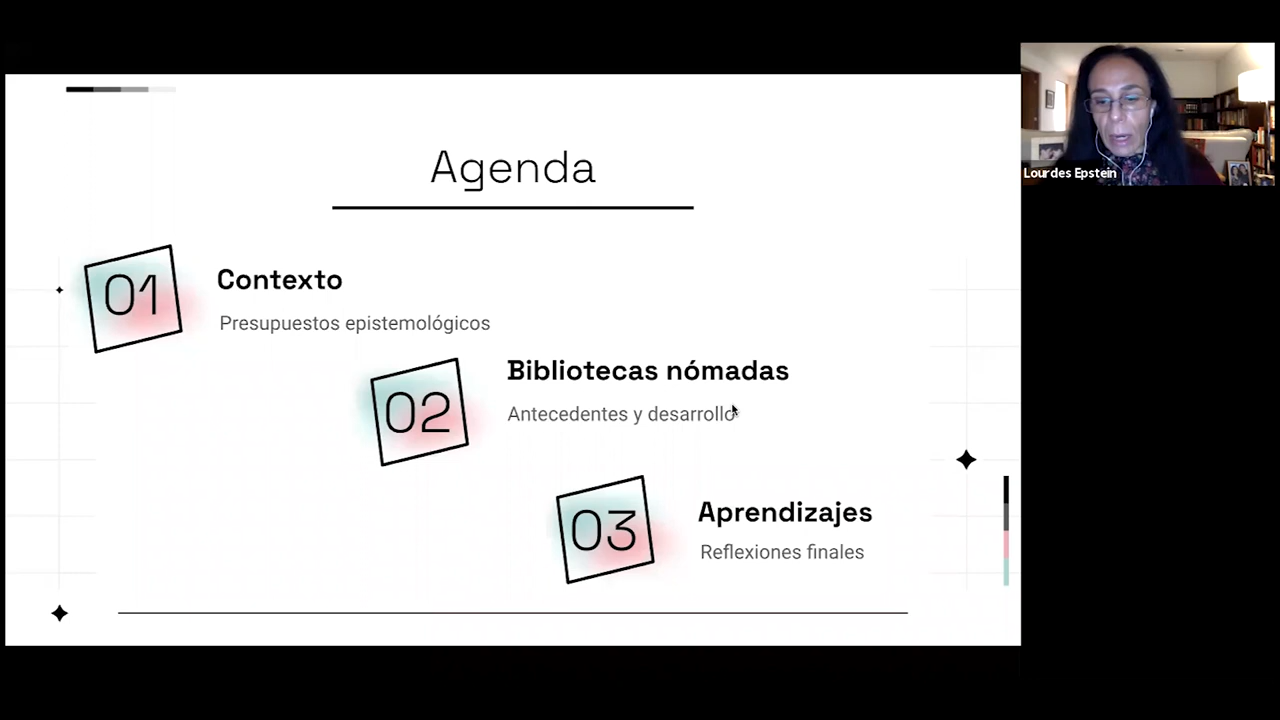 Agenda
01
Contexto
Presupuestos epistemológicos
02
Bibliotecas nómadas
Antecedentes y desarrollo
03
Aprendizajes
Reflexiones finales
Lourdes Epstein